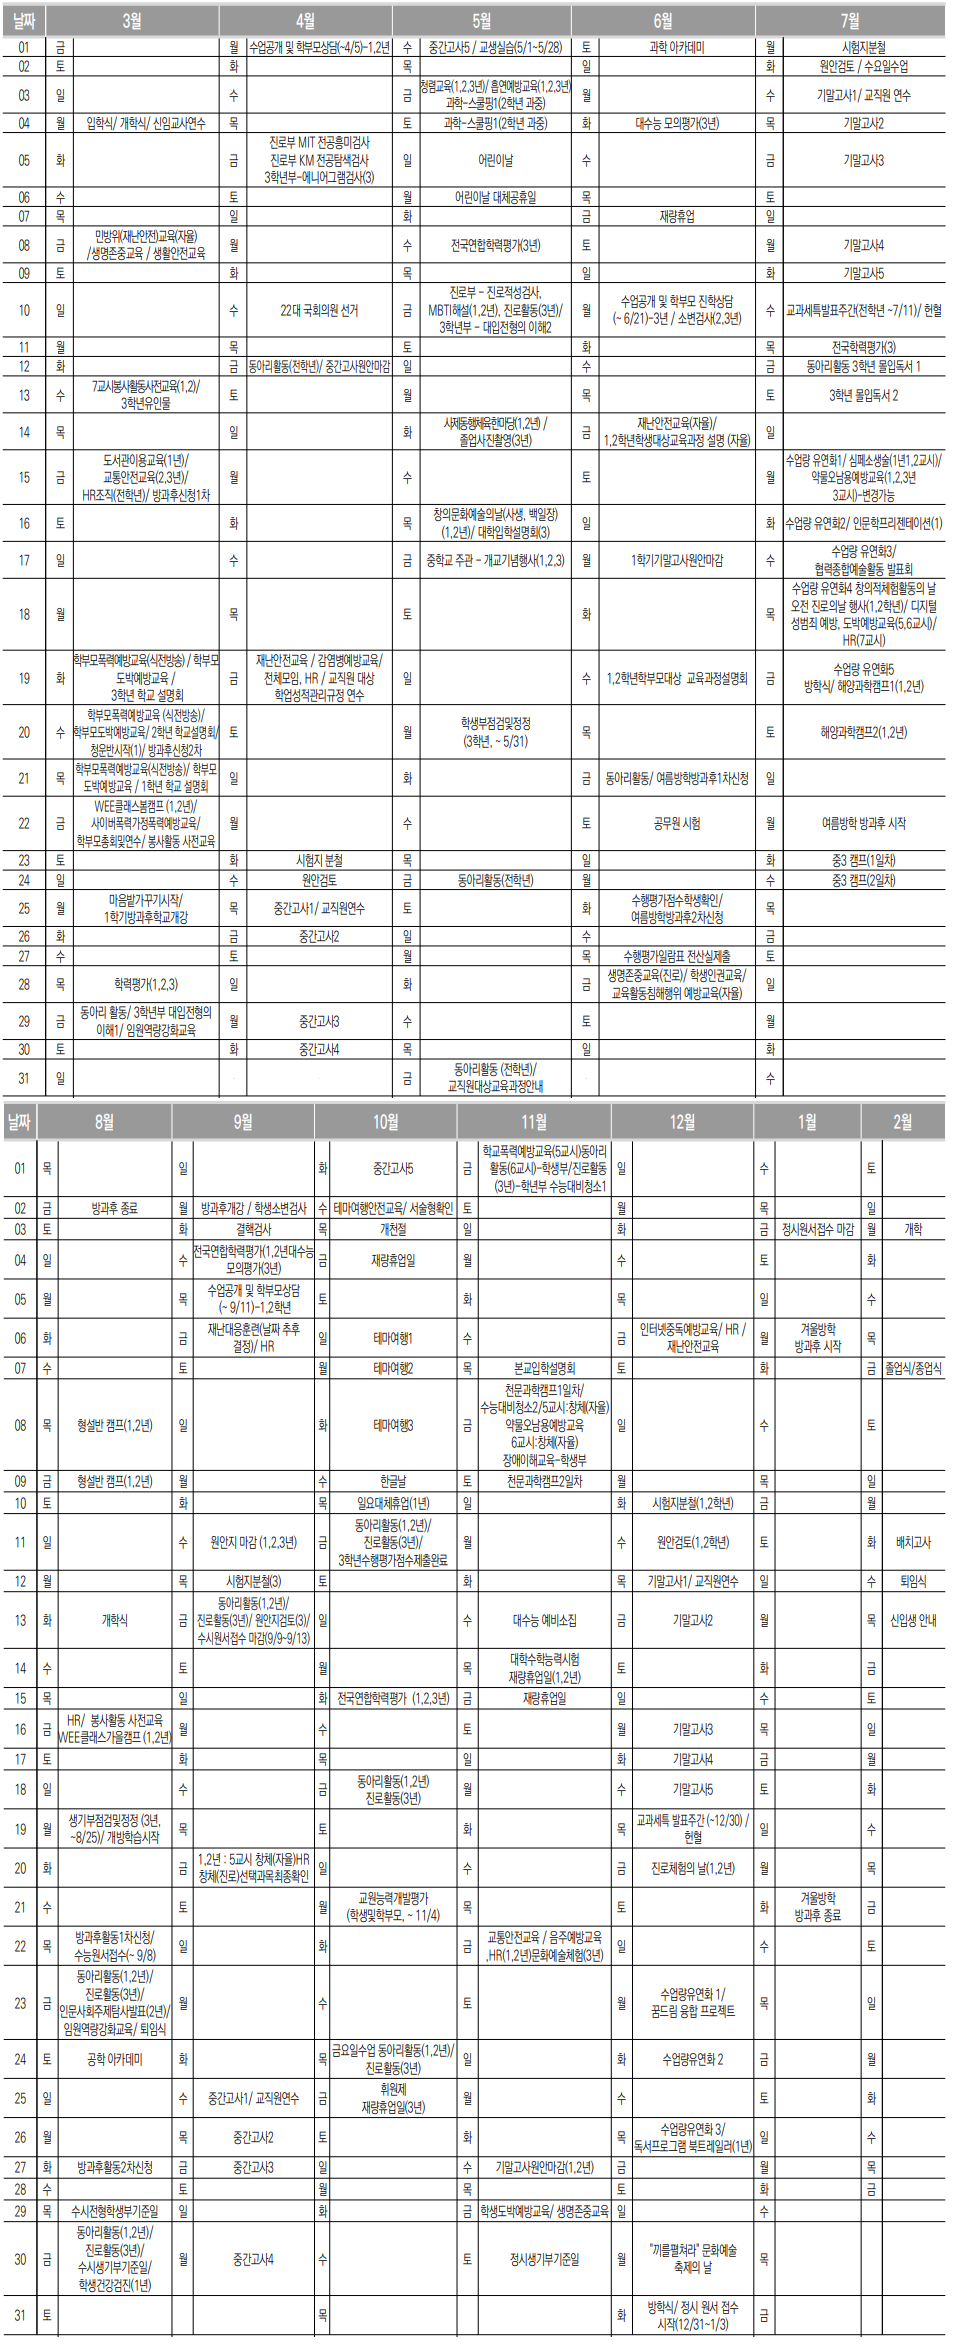 날짜 3월 4월 5월 6월 7월
01 금 월 수업공개 및 학부모상담(~4/5)-1,2년 수 중간고사5 / 교생실습(5/1~5/28) 토 과학 아카데미 월 시험지분철
02 토 화 목 일 화 원안검토 / 수요일수업
03 일 수 금 청렴교육(1,2,3년)/ 흡연예방교육(1,2,3년) 월 수 기말고사1/ 교직원 연수
과학-스쿨핑1(2학년 과중)
04 월 입학식/ 개학식/ 신임교사연수 목 토 과학-스쿨핑1(2학년 과중) 화 대수능 모의평가(3년) 목 기말고사2
05 화 금 진로부 MIT 전공흥미검사 일 어린이날 수 금 기말고사3
진로부 KM 전공탐색검사
3학년부-에니어그램검사(3)
06 수 토 월 어린이날 대체공휴일 목 토
07 목 일 화 금 재량휴업 일
08 금 민방위(재난안전)교육(자율) 월 수 전국연합학력평가(3년) 토 월 기말고사4
/생명존중교육 / 생활안전교육
09 토 화 목 일 화 기말고사5
10 일 수 22대 국회의원 선거 금 진로부 - 진로적성검사, 월 수업공개 및 학부모 진학상담 수 교과세특발표주간(전학년 ~7/11)/ 헌혈
MBTI해설(1,2년), 진로활동(3년)/ (~ 6/21)-3년 / 소변검사(2,3년)
3학년부 - 대입전형의 이해2
11 월 목 토 화 목 전국학력평가(3)
12 화 금 동아리활동(전학년)/ 중간고사원안마감 일 수 금 동아리활동 3학년 몰입독서 1
13 수 7교시봉사활동사전교육(1,2)/ 토 월 목 토 3학년 몰입독서 2
3학년유인물
14 목 일 화 사제동행체육한마당(1,2년) / 금 재난안전교육(자율)/ 일
졸업사진촬영(3년) 1,2학년학생대상교육과정 설명 (자율)
15 금 도서관이용교육(1년)/ 월 수 토 월 수업량 유연화1/ 심폐소생술(1년1,2교시)/
교통안전교육(2,3년)/ 약물오남용예방교육(1,2,3년
HR조직(전학년)/ 방과후신청1차 3교시)-변경가능
16 토 화 목 창의문화예술의날(사생, 백일장) 일 화 수업량 유연화2/ 인문학프리젠테이션(1)
(1,2년)/ 대학입학설명회(3)
17 일 수 금 중학교 주관 - 개교기념행사(1,2,3) 월 1학기기말고사원안마감 수 수업량 유연화3/
협력종합예술활동 발표회
18 월 목 토 화 목 수업량 유연화4 창의적체험활동의 날
오전 진로의날 행사(1,2학년)/ 디지털
성범죄 예방, 도박예방교육(5,6교시)/
HR(7교시)
19 화 학부모폭력예방교육(식전방송) / 학부모 금 재난안전교육 / 감염병예방교육/ 일 수 1,2학년학부모대상 교육과정설명회 금 수업량 유연화5
도박예방교육 / 전체모임, HR / 교직원 대상 방학식/ 해양과학캠프1(1,2년)
3학년 학교 설명회 학업성적관리규정 연수
20 수 학부모폭력예방교육 (식전방송)/ 토 월 학생부점검및정정 목 토 해양과학캠프2(1,2년)
학부모도박예방교육/ 2학년 학교설명회/ (3학년, ~ 5/31)
청운반시작(1)/ 방과후신청2차
21 목 학부모폭력예방교육(식전방송)/ 학부모 일 화 금 동아리활동/ 여름방학방과후1차신청 일
도박예방교육 / 1학년 학교 설명회
22 금 WEE클래스봄캠프 (1,2년)/ 월 수 토 공무원 시험 월 여름방학 방과후 시작
사이버폭력가정폭력예방교육/
학부모총회및연수/ 봉사활동 사전교육
23 토 화 시험지 분철 목 일 화 중3 캠프(1일차)
24 일 수 원안검토 금 동아리활동(전학년) 월 수 중3 캠프(2일차)
25 월 마음밭가꾸기시작/ 목 중간고사1/ 교직원연수 토 화 수행평가점수학생확인/ 목
1학기방과후학교개강 여름방학방과후2차신청
26 화 금 중간고사2 일 수 금
27 수 토 월 목 수행평가일람표 전산실제출 토
28 목 학력평가(1,2,3) 일 화 금 생명존중교육(진로)/ 학생인권교육/ 일
교육활동침해행위 예방교육(자율)
29 금 동아리 활동/ 3학년부 대입전형의 월 중간고사3 수 토 월
이해1/ 임원역량강화교육
30 토 화 중간고사4 목 일 화
31 일 금 동아리활동 (전학년)/ 수
교직원대상교육과정안내
날짜 8월 9월 10월 11월 12월 1월 2월
01 목 일 화 중간고사5 금 학교폭력예방교육(5교시)동아리 일 수 토
활동(6교시)-학생부/진로활동
(3년)-학년부 수능대비청소1
02 금 방과후 종료 월 방과후개강 / 학생소변검사 수 테마여행안전교육/ 서술형확인 토 월 목 일
03 토 화 결핵검사 목 개천절 일 화 금 정시원서접수 마감 월 개학
04 일 수 전국연합학력평가(1,2년대수능 금 재량휴업일 월 수 토 화
모의평가(3년)
05 월 목 수업공개 및 학부모상담 토 화 목 일 수
(~ 9/11)-1,2학년
06 화 금 재난대응훈련(날짜 추후 일 테마여행1 수 금 인터넷중독예방교육/ HR / 월 겨울방학 목
결정)/ HR 재난안전교육 방과후 시작
07 수 토 월 테마여행2 목 본교입학설명회 토 화 금 졸업식/종업식
08 목 형설반 캠프(1,2년) 일 화 테마여행3 금 천문과학캠프1일차/ 일 수 토
수능대비청소2/5교시:창체(자율)
약물오남용예방교육
6교시:창체(자율)
장애이해교육-학생부
09 금 형설반 캠프(1,2년) 월 수 한글날 토 천문과학캠프2일차 월 목 일
10 토 화 목 일요대체휴업(1년) 일 화 시험지분철(1,2학년) 금 월
11 일 수 원안지 마감 (1,2,3년) 금 동아리활동(1,2년)/ 월 수 원안검토(1,2학년) 토 화 배치고사
진로활동(3년)/
3학년수행평가점수제출완료
12 월 목 시험지분철(3) 토 화 목 기말고사1/ 교직원연수 일 수 퇴임식
13 화 개학식 금 동아리활동(1,2년)/ 일 수 대수능 예비소집 금 기말고사2 월 목 신입생 안내
진로활동(3년)/ 원안지검토(3)/
수시원서접수 마감(9/9~9/13)
14 수 토 월 목 대학수학능력시험 토 화 금
재량휴업일(1,2년)
15 목 일 화 전국연합학력평가 (1,2,3년) 금 재량휴업일 일 수 토
16 금 HR/ 봉사활동 사전교육 월 수 토 월 기말고사3 목 일
WEE클래스가을캠프 (1,2년)
17 토 화 목 일 화 기말고사4 금 월
18 일 수 금 동아리활동(1,2년) 월 수 기말고사5 토 화
진로활동(3년)
19 월 생기부점검및정정 (3년, 목 토 화 목 교과세특 발표주간 (~12/30) / 일 수
~8/25)/ 개방학습시작 헌혈
20 화 금 1,2년 : 5교시 창체(자율)HR 일 수 금 진로체험의 날(1,2년) 월 목
창체(진로)선택과목최종확인
21 수 토 월 교원능력개발평가 목 토 화 겨울방학 금
(학생및학부모, ~ 11/4) 방과후 종료
22 목 방과후활동1차신청/ 일 화 금 교통안전교육 / 음주예방교육 일 수 토
수능원서접수(~ 9/8) ,HR(1,2년)문화예술체험(3년)
23 금 동아리활동(1,2년)/ 월 수 토 월 수업량유연화 1/ 목 일
진로활동(3년)/ 꿈드림 융합 프로젝트
인문사회주제탐사발표(2년)/
임원역량강화교육/ 퇴임식
24 토 공학 아카데미 화 목 금요일수업 동아리활동(1,2년)/ 일 화 수업량유연화 2 금 월
진로활동(3년)
25 일 수 중간고사1/ 교직원연수 금 휘원제 월 수 토 화
재량휴업일(3년)
26 월 목 중간고사2 토 화 목 수업량유연화 3/ 일 수
독서프로그램 북트레일러(1년)
27 화 방과후활동2차신청 금 중간고사3 일 수 기말고사원안마감(1,2년) 금 월 목
28 수 토 월 목 토 화 금
29 목 수시전형학생부기준일 일 화 금 학생도박예방교육/ 생명존중교육 일 수
30 금 동아리활동(1,2년)/ 월 중간고사4 수 토 정시생기부기준일 월 "끼를펼쳐라" 문화예술 목
진로활동(3년)/ 축제의 날
수시생기부기준일/
학생건강검진(1년)
31 토 목 화 방학식/ 정시 원서 접수 금
시작(12/31~1/3)